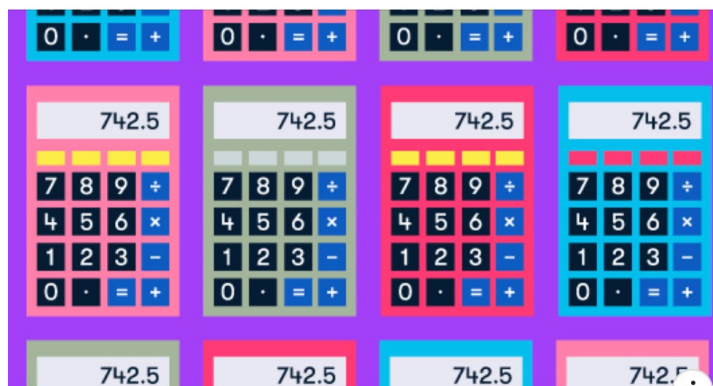 0 · = + 0 · = + 0 · = + 0 · = +
742.5 742.5 742.5 742.5
7 8 9 ÷ 7 8 9 ÷ 7 8 9 ÷ 7 8 9 ÷
4 5 6 × 4 5 6 × 4 5 6 × 4 5 6 ×
1 2 3 − 1 2 3 − 1 2 3 − 1 2 3 −
0 · = + 0 · = + 0 · = + 0 · = +
742.5 742.5 742.5